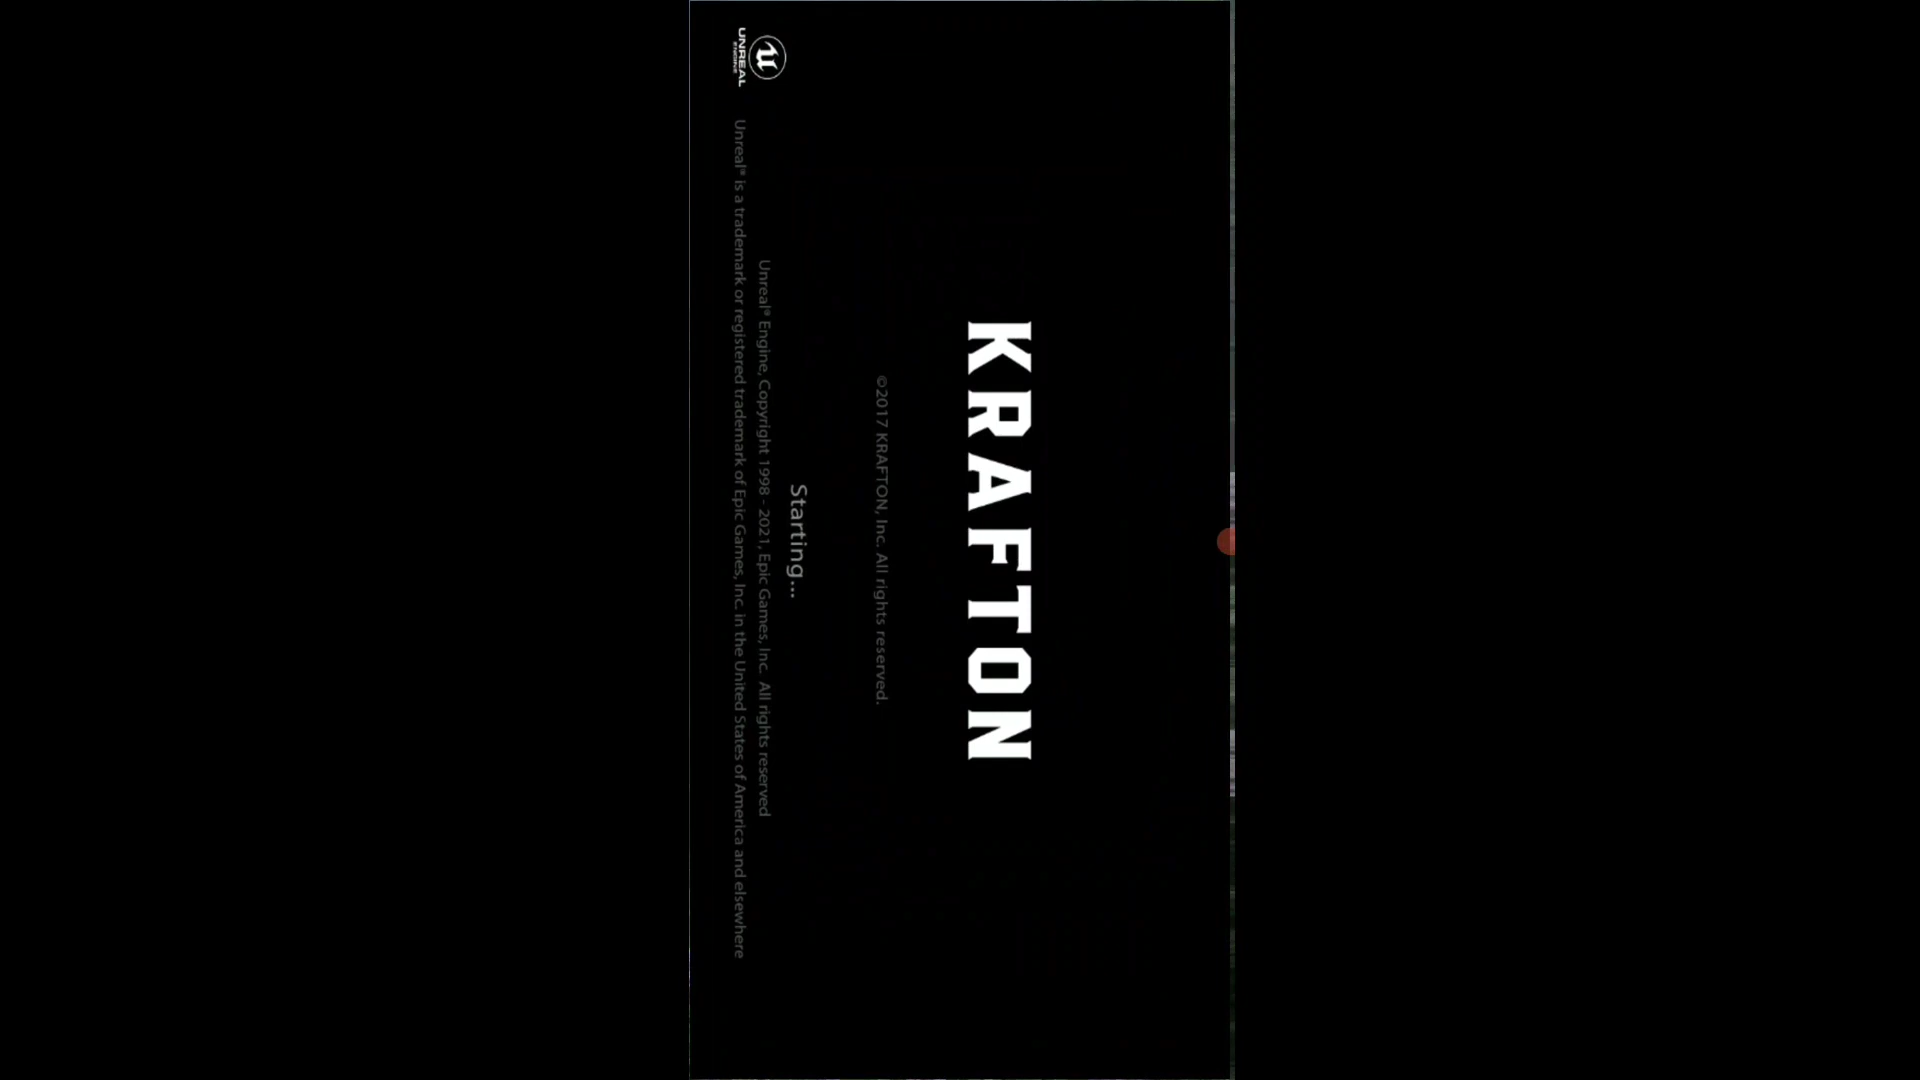 KRAFTON
©2017 KRAFTON, Inc. All rights reserved.
Starting...
Unreal® Engine, Copyright 1998 - 2021, Epic Games, Inc. All rights reserved
Unreal® is a trademark or registered trademark of Epic Games, Inc. in the United States of America and elsewhere
UNREAL
ENGINE